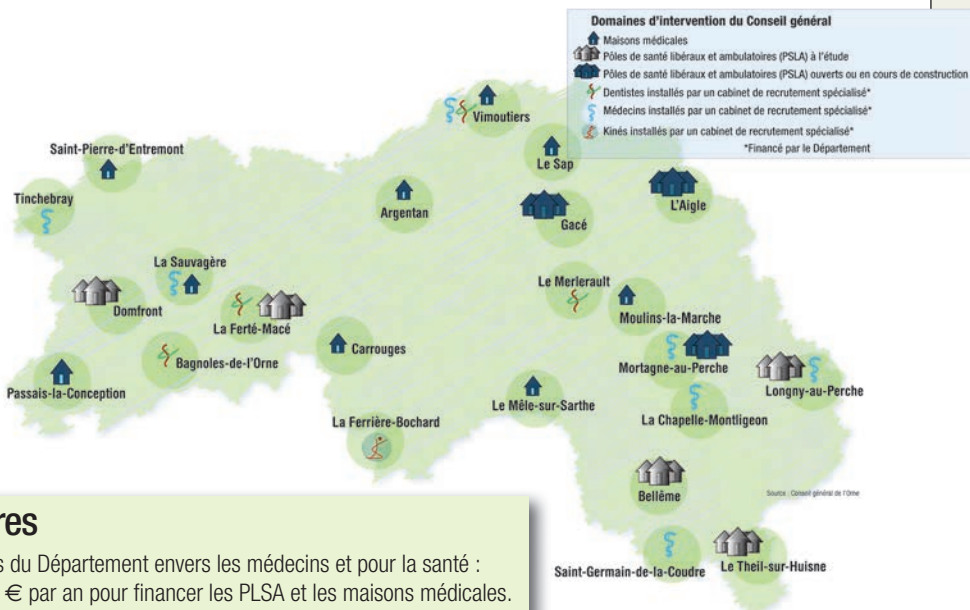 Domaines d'intervention du Conseil général
Maisons médicales
Pôles de santé libéraux et ambulatoires (PSLA) à l'étude
Pôles de santé libéraux et ambulatoires (PSLA) ouverts ou en cours de construction
Dentistes installés par un cabinet de recrutement spécialisé*
Médecins installés par un cabinet de recrutement spécialisé*
Kinés installés par un cabinet de recrutement spécialisé*
*Financé par le Département
Vimoutiers
Saint-Pierre-d'Entremont
Le Sap
Tinchebray
Argentan
L'Aigle
Gacé
La Sauvagère
Le Merlerault
Domfront
Moulins-la-Marche
La Ferté-Macé
Carrouges
Bagnoles-de-l'Orne
Mortagne-au-Perche
Passais-la-Conception
Longny-au-Perche
Le Mêle-sur-Sarthe
La Chapelle-Montligeon
La Ferrière-Bochard
Bellême
Source : Conseil général de l'Orne
Saint-Germain-de-la-Coudre
Le Theil-sur-Huisne
res
s du Département envers les médecins et pour la santé :
€ par an pour financer les PLSA et les maisons médicales.